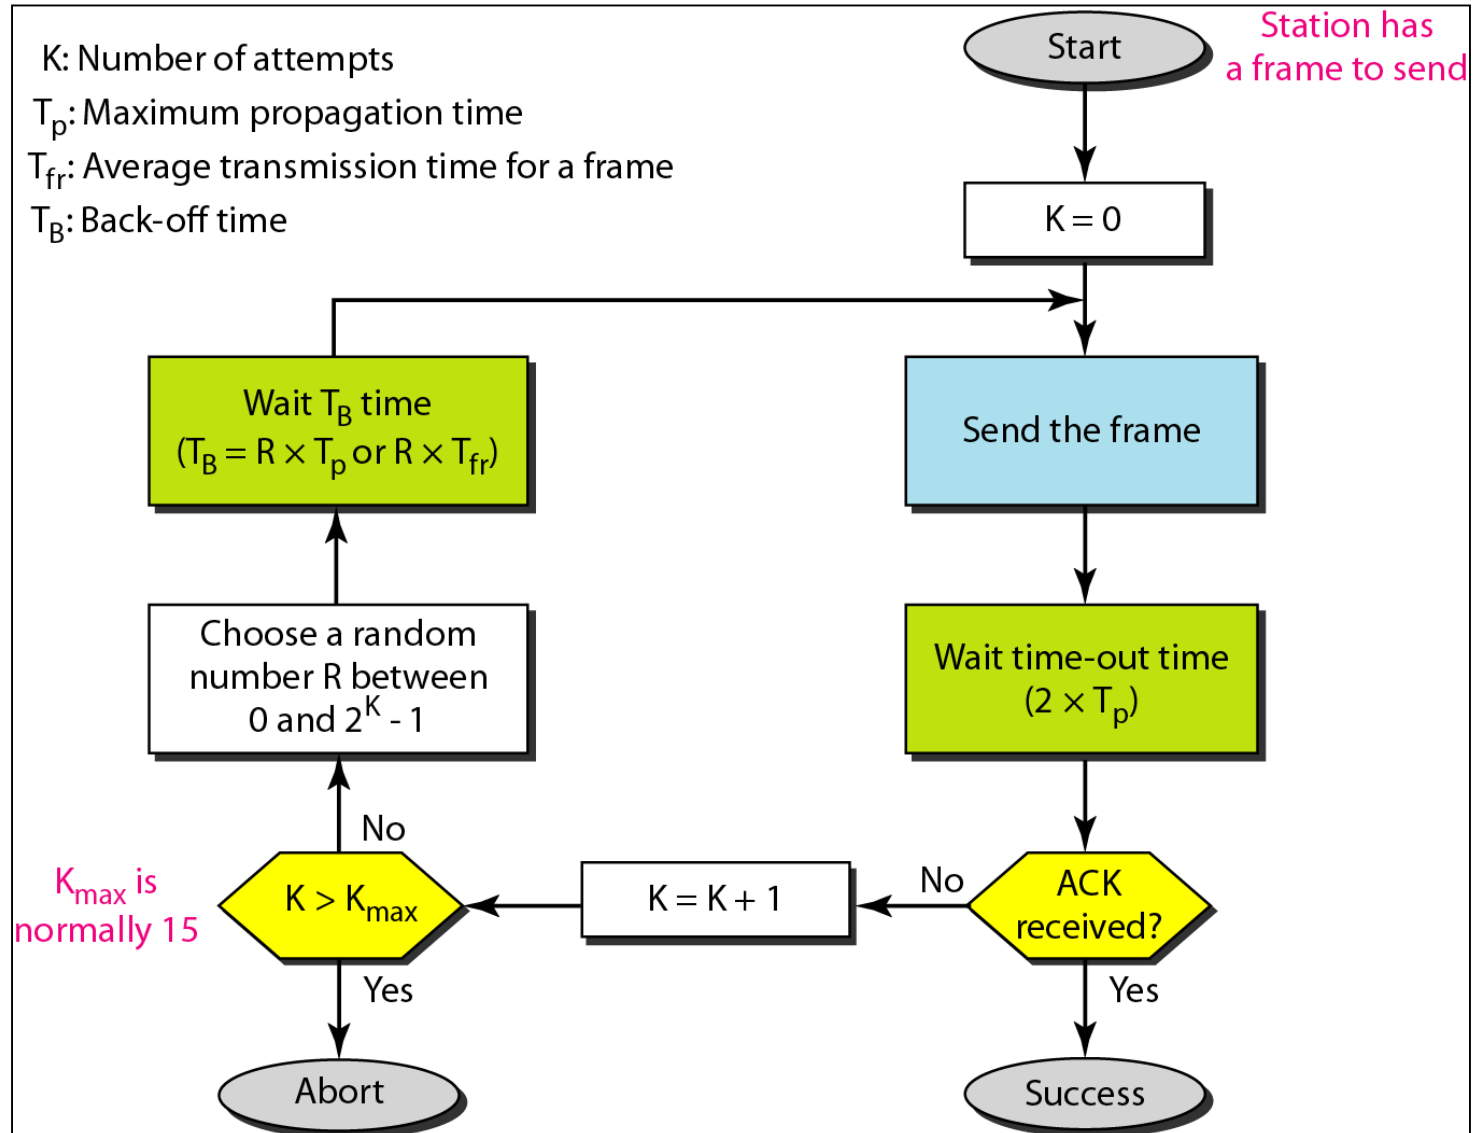 K: Number of attempts
Tp: Maximum propagation time
Tfr: Average transmission time for a frame
TB: Back-off time
Start
Station has
a frame to send
K = 0
Wait TB time
(TB = R × Tp or R × Tfr)
Send the frame
Choose a random
number R between
0 and 2^K - 1
Wait time-out time
(2 × Tp)
No
Kmax is
normally 15
K > Kmax
K = K + 1
No
ACK
received?
Yes
Yes
Abort
Success